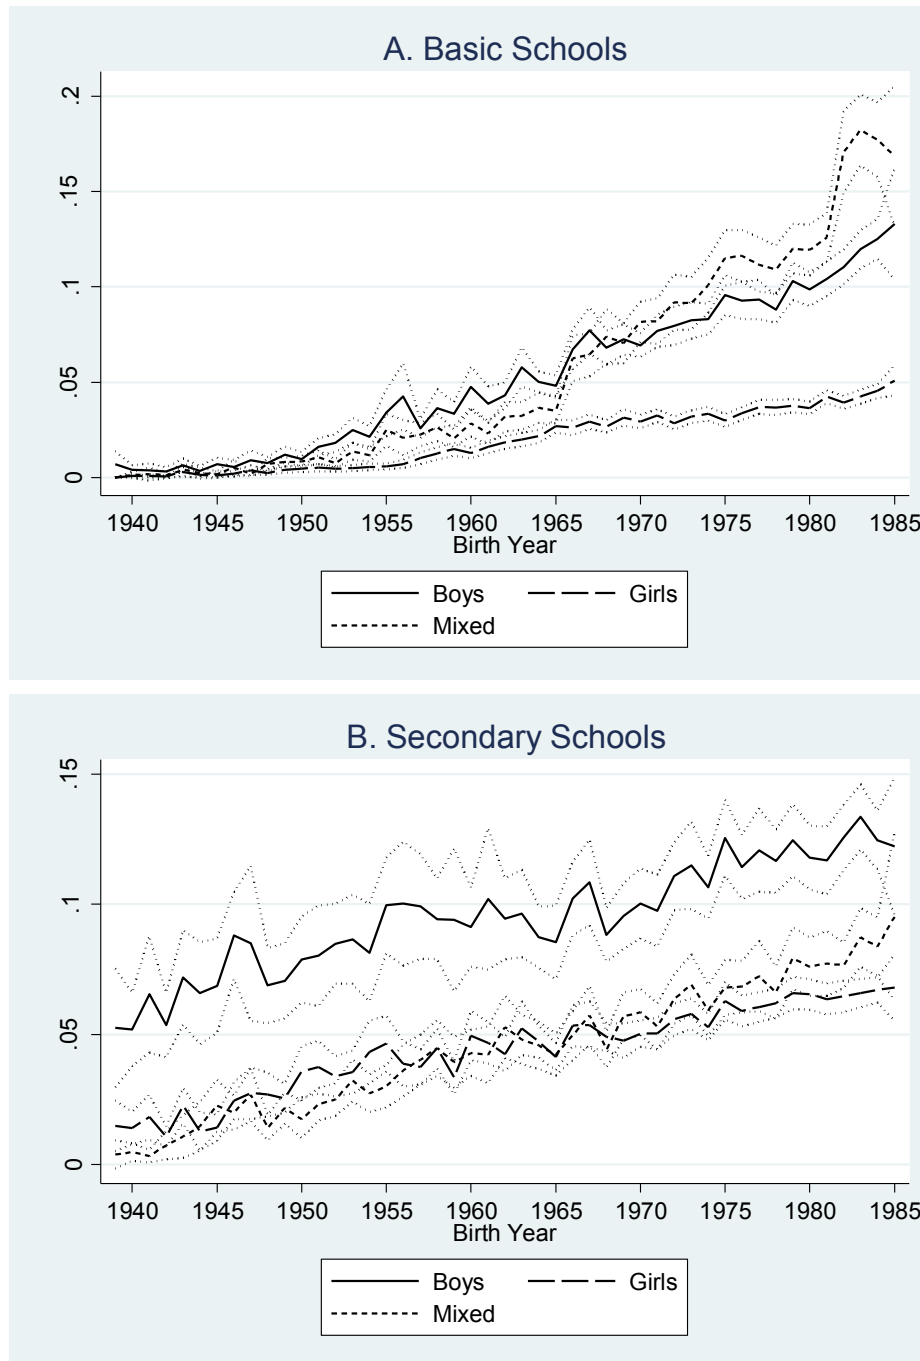 A. Basic Schools
.2
.15
.1
.05
0
1940 1945 1950 1955 1960 1965 1970 1975 1980 1985
Birth Year
Boys Girls
Mixed
B. Secondary Schools
.15
.1
.05
0
1940 1945 1950 1955 1960 1965 1970 1975 1980 1985
Birth Year
Boys Girls
Mixed